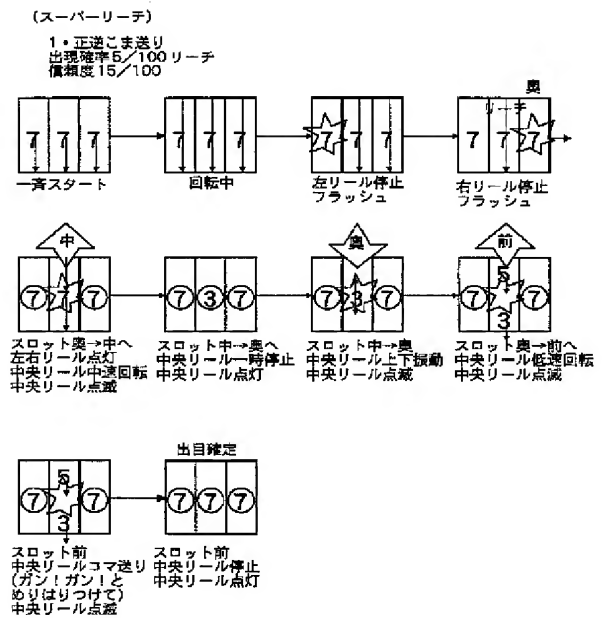 (スーパーリーチ)
1・正逆こま送り
出現確率5/100リーチ
信頼度15/100
奥
リーチ
7 7 7
7 7 7
7 7 7
7 7 7
一斉スタート
回転中
左リール停止
フラッシュ
右リール停止
フラッシュ
中
奥
前
7 7 7
7 3 7
7 3 7
7 5 3 7
スロット奥→中へ
左右リール点灯
中央リール中速回転
中央リール点滅
スロット中→奥へ
中央リール一時停止
中央リール点灯
スロット中→奥
中央リール上下振動
中央リール点滅
スロット奥→前へ
中央リール低速回転
中央リール点滅
出目確定
7 5 3 7
7 7 7
スロット前
中央リールコマ送り
(ガン!ガン!と
めりはりつけて)
中央リール点滅
スロット前
中央リール停止
中央リール点灯